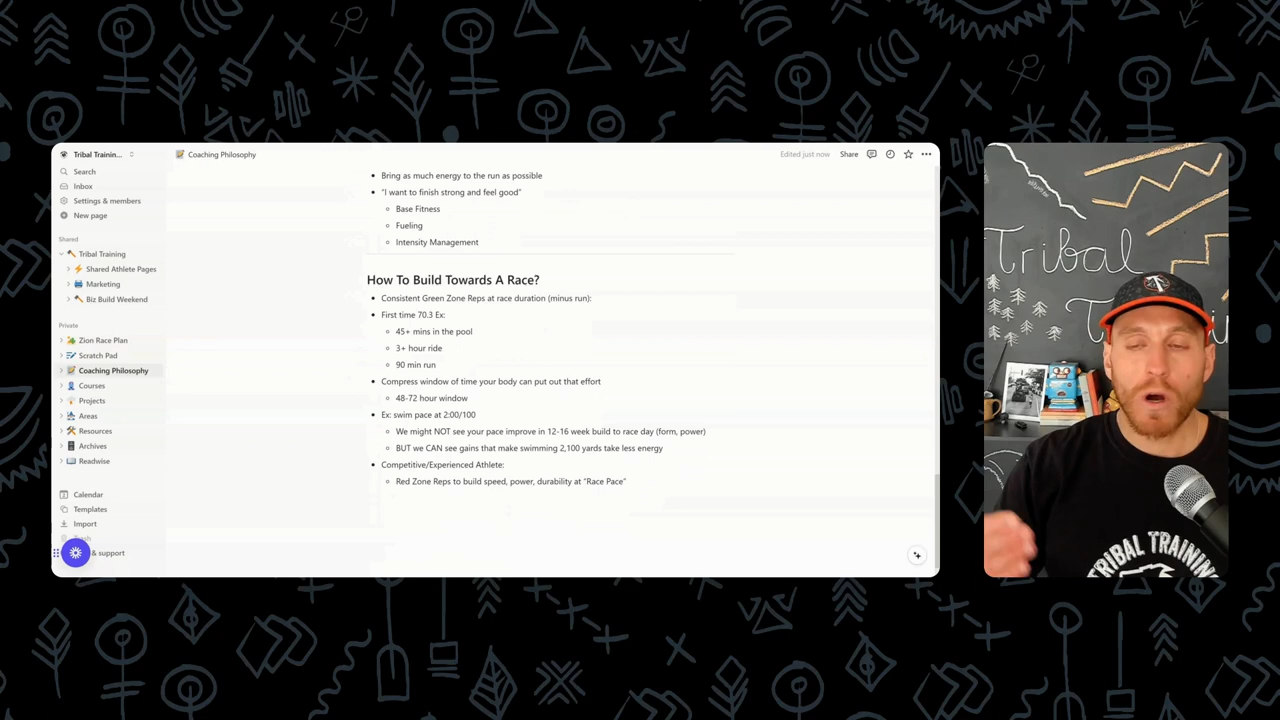 Tribal Trainin...
Search
Inbox
Settings & members
New page
Shared
Tribal Training
Shared Athlete Pages
Marketing
Biz Build Weekend
Private
Zion Race Plan
Scratch Pad
Coaching Philosophy
Courses
Projects
Areas
Resources
Archives
Readwise
Calendar
Templates
Import
Trash
& support
Coaching Philosophy
Edited just now
Share
Bring as much energy to the run as possible
"I want to finish strong and feel good"
Base Fitness
Fueling
Intensity Management
How To Build Towards A Race?
Consistent Green Zone Reps at race duration (minus run):
First time 70.3 Ex:
45+ mins in the pool
3+ hour ride
90 min run
Compress window of time your body can put out that effort
48-72 hour window
Ex: swim pace at 2:00/100
We might NOT see your pace improve in 12-16 week build to race day (form, power)
BUT we CAN see gains that make swimming 2,100 yards take less energy
Competitive/Experienced Athlete:
Red Zone Reps to build speed, power, durability at "Race Pace"
Tribal
TRIBAL TRAINING